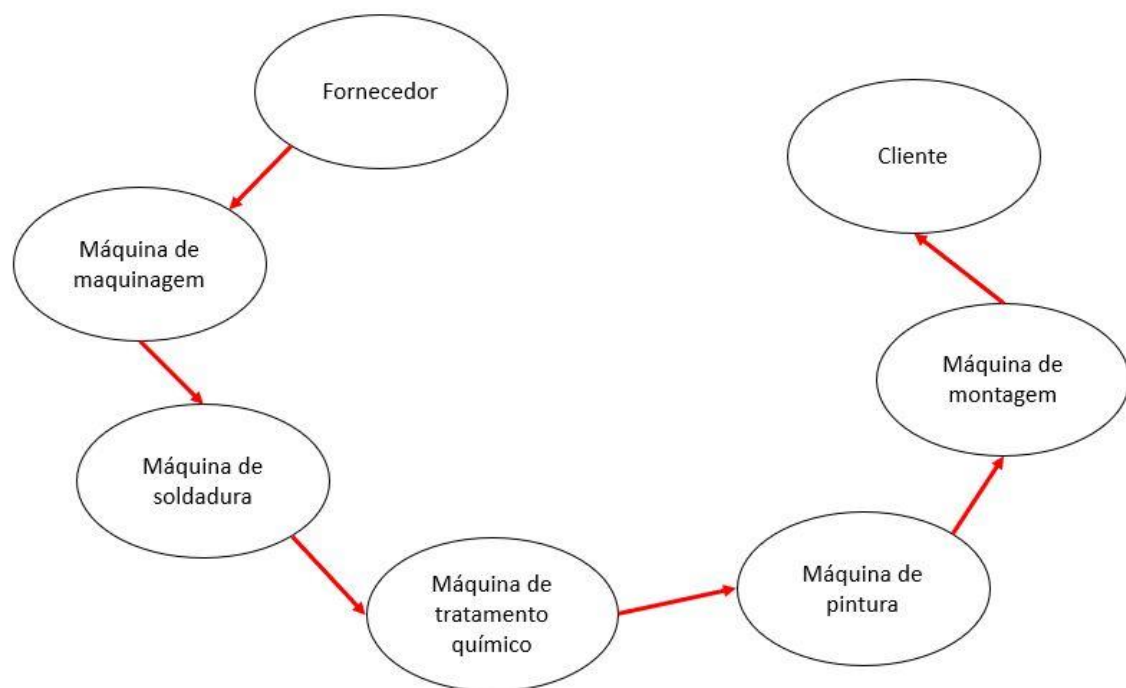 Fornecedor
Máquina de
maquinagem
Máquina de
soldadura
Máquina de
tratamento
químico
Máquina de
pintura
Máquina de
montagem
Cliente